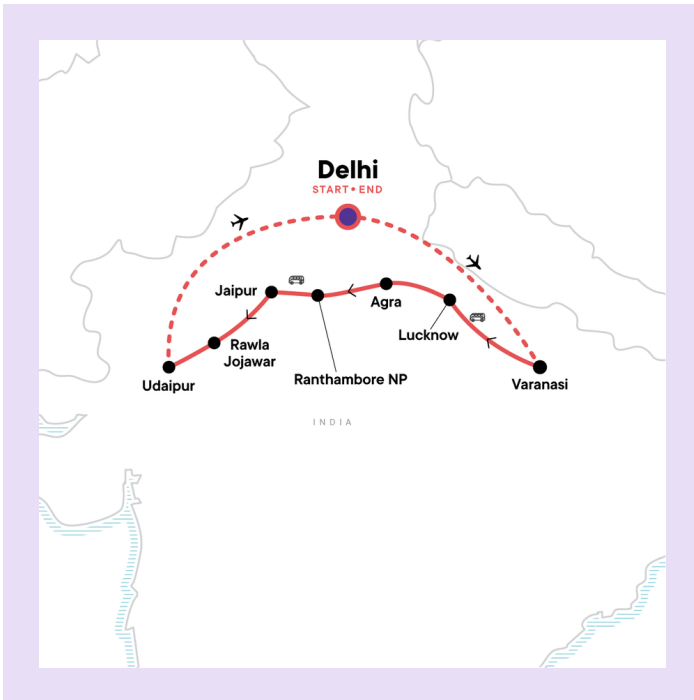 Delhi
START • END
Jaipur
Agra
Rawla
Jojawar
Lucknow
Ranthambore NP
Udaipur
Varanasi
INDIA